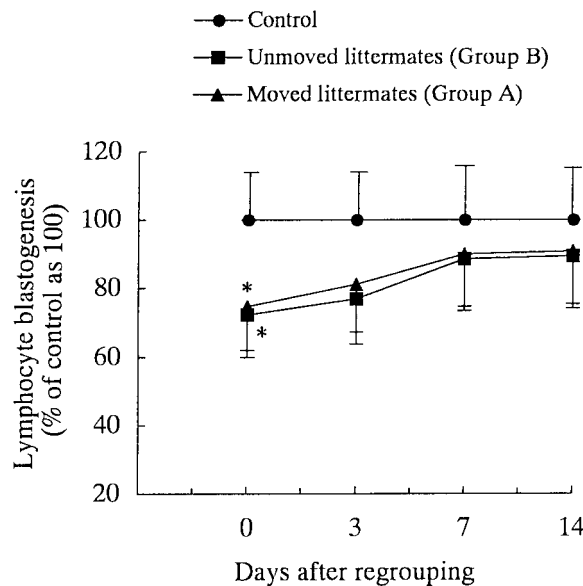 Control
Unmoved littermates (Group B)
Moved littermates (Group A)
Lymphocyte blastogenesis
(% of control as 100)
120
100
80
60
40
20
*
*
0 3 7 14
Days after regrouping